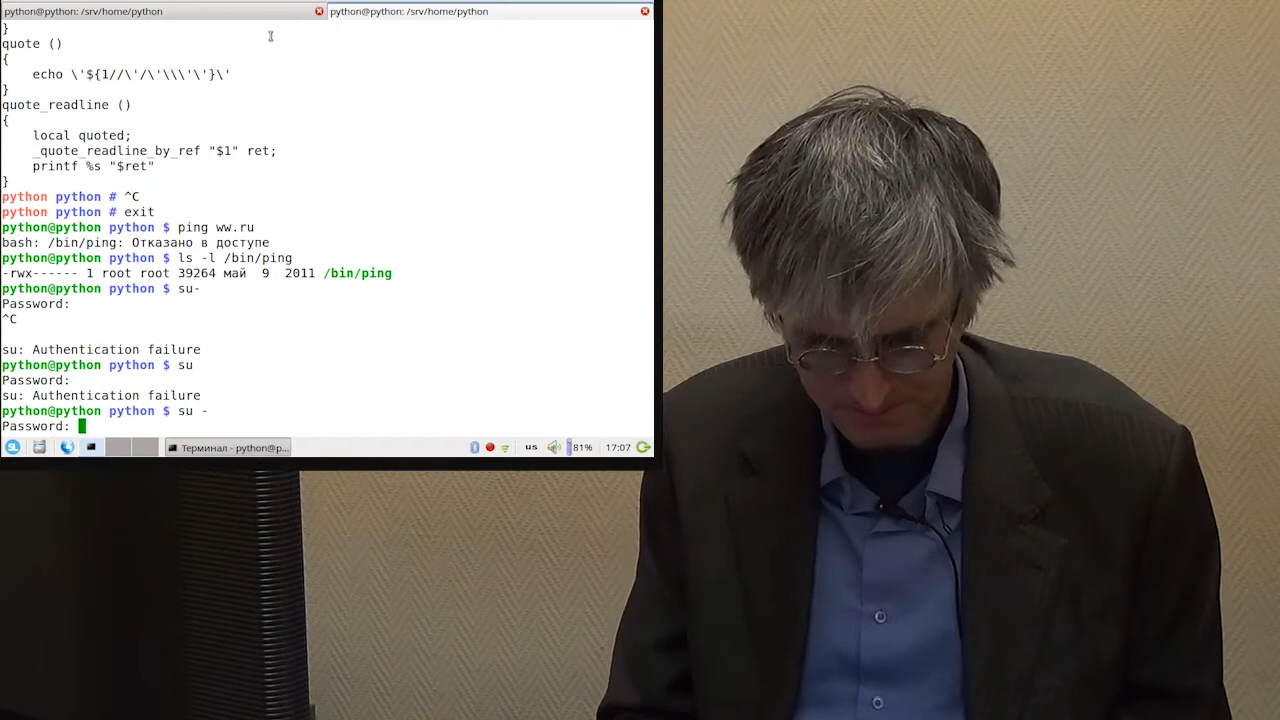 python@python: /srv/home/python
python@python: /srv/home/python
}
quote ()
{
echo \'${1//\'/\'\\\'\'}\'
}
quote_readline ()
{
local quoted;
_quote_readline_by_ref "$1" ret;
printf %s "$ret"
}
python python # ^C
python python # exit
python@python python $ ping ww.ru
bash: /bin/ping: Отказано в доступе
python@python python $ ls -l /bin/ping
-rwx------ 1 root root 39264 май 9 2011 /bin/ping
python@python python $ su-
Password:
^C
su: Authentication failure
python@python python $ su
Password:
su: Authentication failure
python@python python $ su -
Password:
SL
Терминал - python@p...
us
81%
17:07